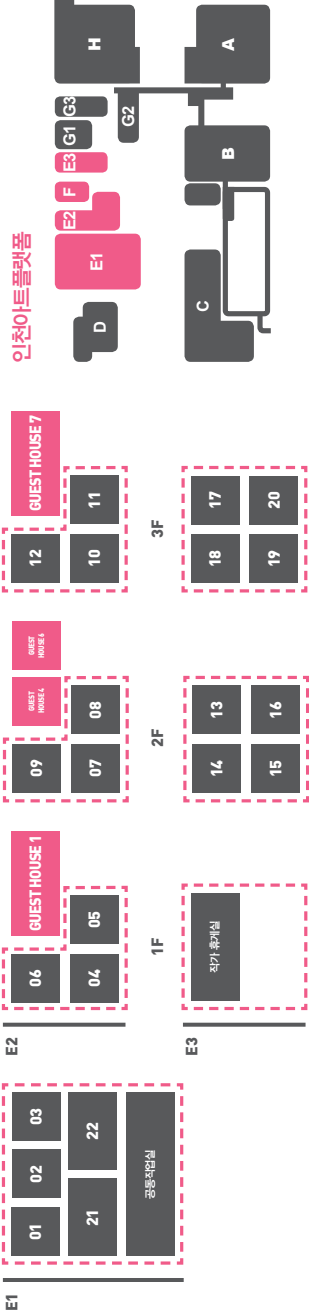 E1
01 02 03
21 22
공동작업실
E2
06 GUEST HOUSE 1
04 05
1F
09
GUEST
HOUSE 4
GUEST
HOUSE 6
07 08
2F
12 GUEST HOUSE 7
10 11
3F
E3
작가 휴게실
14 13
15 16
18 17
19 20
인천아트플랫폼
D
E1
E2
F
E3
G1
G3
G2
H
C
B
A